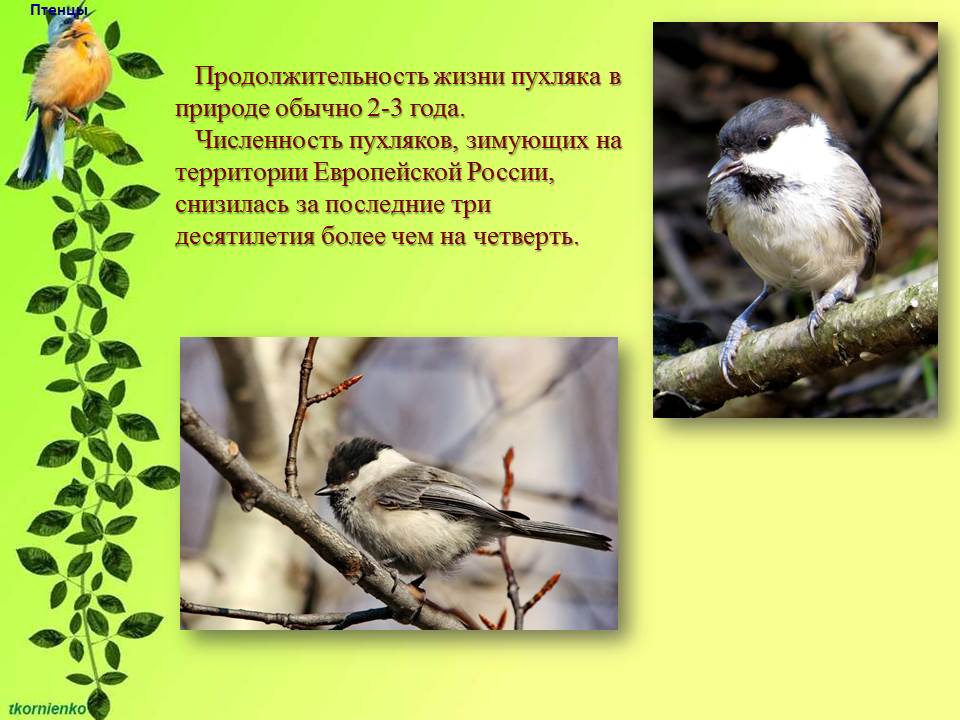 Птенцы
Продолжительность жизни пухляка в
природе обычно 2-3 года.
Численность пухляков, зимующих на
территории Европейской России,
снизилась за последние три
десятилетия более чем на четверть.
tkornienko